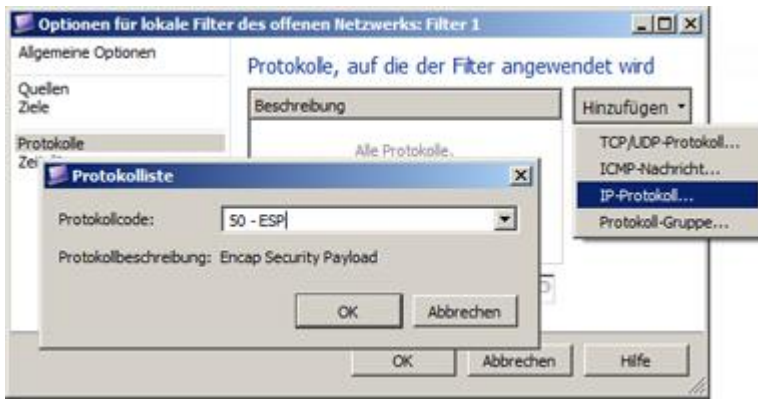 Optionen für lokale Filter des offenen Netzwerks: Filter 1
Allgemeine Optionen
Quellen
Ziele
Protokolle
Protokolle, auf die der Filter angewendet wird
Beschreibung
Alle Protokolle.
Hinzufügen
TCP/UDP-Protokoll...
ICMP-Nachricht...
IP-Protokoll...
Protokoll-Gruppe...
Protokolliste
Protokollcode:
50 - ESP
Protokollbeschreibung: Encap Security Payload
OK
Abbrechen
OK
Abbrechen
Hilfe